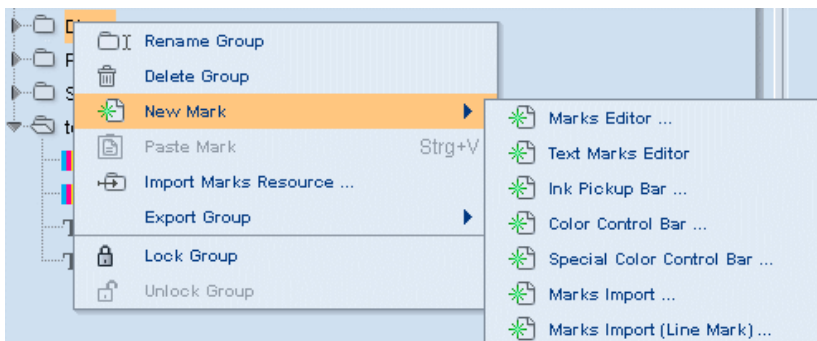 Rename Group
Delete Group
New Mark
Paste Mark Strg+V
Import Marks Resource ...
Export Group
Lock Group
Unlock Group
Marks Editor ...
Text Marks Editor
Ink Pickup Bar ...
Color Control Bar ...
Special Color Control Bar ...
Marks Import ...
Marks Import (Line Mark) ...